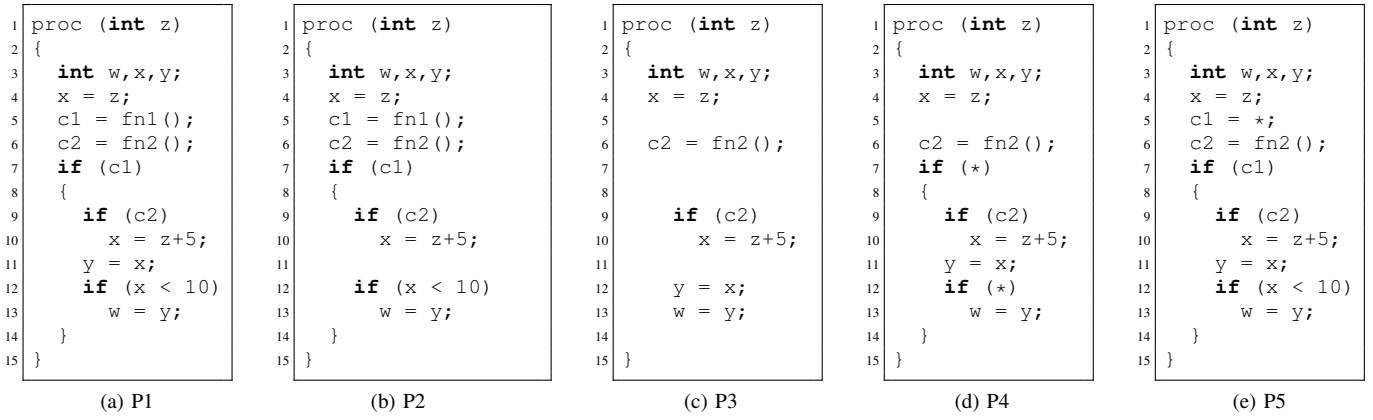 1 proc (int z)
2 {
3 int w,x,y;
4 x = z;
5 c1 = fn1();
6 c2 = fn2();
7 if (c1)
8 {
9 if (c2)
10 x = z+5;
11 y = x;
12 if (x < 10)
13 w = y;
14 }
15 }
(a) P1
1 proc (int z)
2 {
3 int w,x,y;
4 x = z;
5 c1 = fn1();
6 c2 = fn2();
7 if (c1)
8 {
9 if (c2)
10 x = z+5;
11
12 if (x < 10)
13 w = y;
14 }
15 }
(b) P2
1 proc (int z)
2 {
3 int w,x,y;
4 x = z;
5
6 c2 = fn2();
7
8
9 if (c2)
10 x = z+5;
11
12 y = x;
13 w = y;
14
15 }
(c) P3
1 proc (int z)
2 {
3 int w,x,y;
4 x = z;
5
6 c2 = fn2();
7 if (*)
8 {
9 if (c2)
10 x = z+5;
11 y = x;
12 if (*)
13 w = y;
14 }
15 }
(d) P4
1 proc (int z)
2 {
3 int w,x,y;
4 x = z;
5 c1 = *;
6 c2 = fn2();
7 if (c1)
8 {
9 if (c2)
10 x = z+5;
11 y = x;
12 if (x < 10)
13 w = y;
14 }
15 }
(e) P5